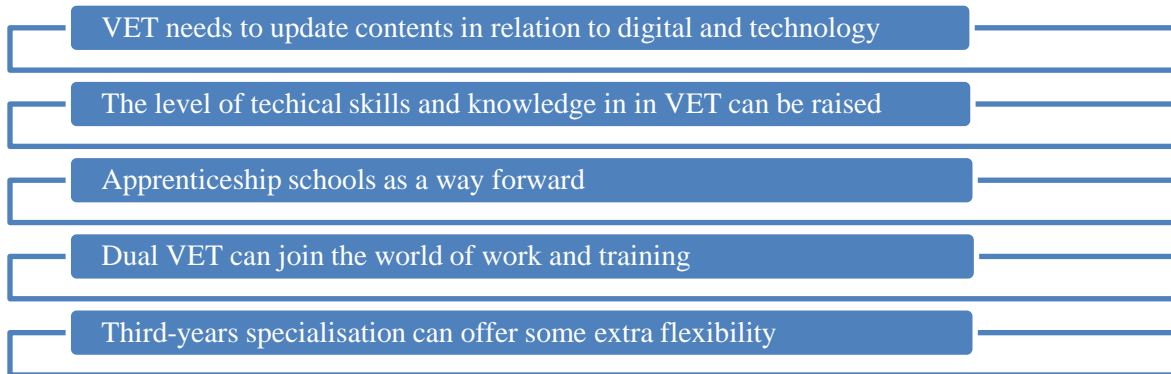 VET needs to update contents in relation to digital and technology
The level of techical skills and knowledge in in VET can be raised
Apprenticeship schools as a way forward
Dual VET can join the world of work and training
Third-years specialisation can offer some extra flexibility